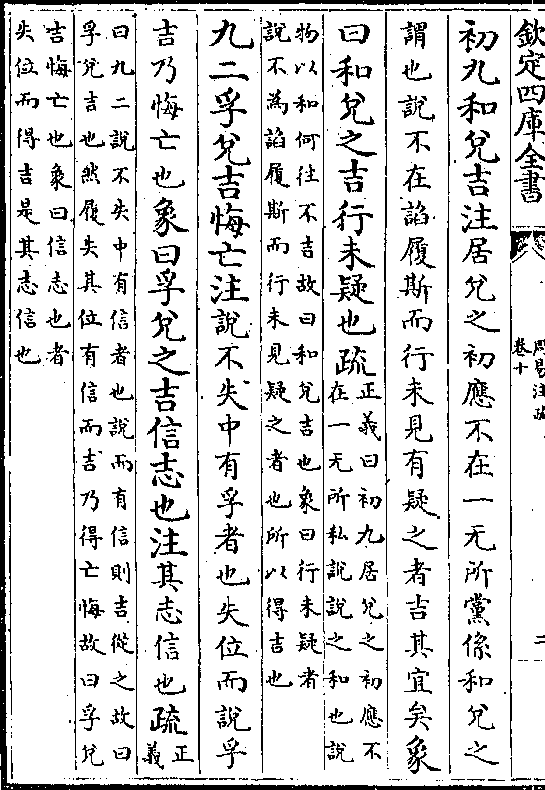 欽定四庫全書
周易注疏
卷十
二
初九和兌吉注居兌之初應不在一无所黨係和兌之
謂也說不在諂履斯而行未見有疑之者吉其宜矣象
曰和兌之吉行未疑也疏
正義曰初九居兌之初應不
在一无所私說說之和也說
物以和何往不吉故曰和兌吉也象曰行未疑者
說不為諂履斯而行未見疑之者也所以得吉也
九二孚兌吉悔亡注說不失中有孚者也失位而說孚
吉乃悔亡也象曰孚兌之吉信志也注其志信也疏
正
義
曰九二說不失中有信者也說而有信則吉從之故曰
孚兌吉也然履失其位有信而吉乃得亡悔故曰孚兌
吉悔亡也象曰信志也者
失位而得吉是其志信也